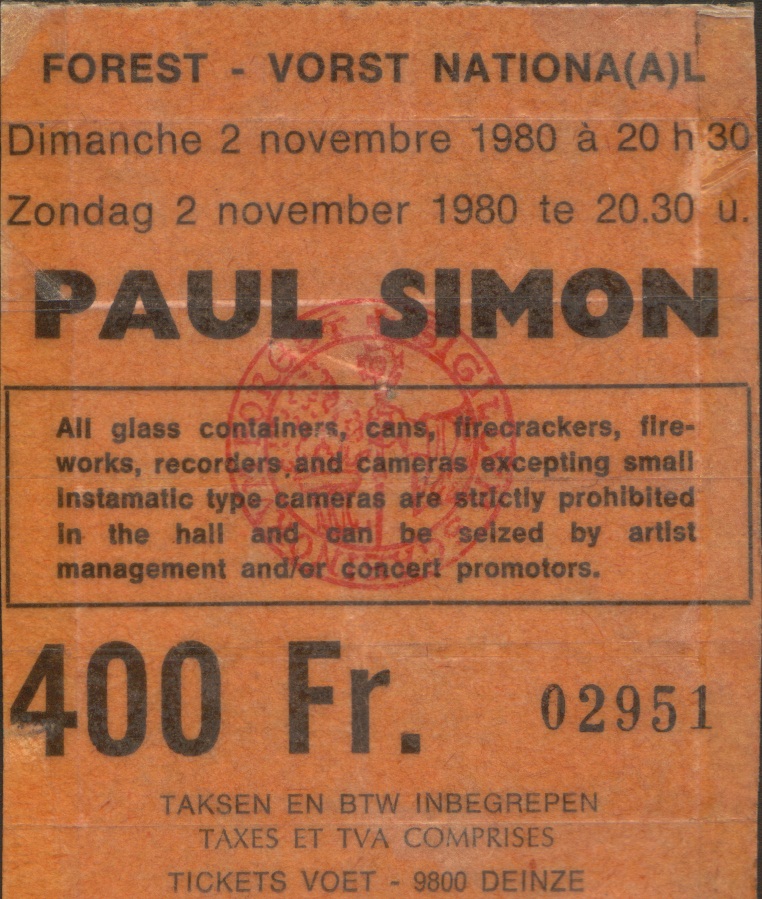 FOREST - VORST NATIONA(A)L
Dimanche 2 novembre 1980 à 20 h 30
Zondag 2 november 1980 te 20.30 u.
PAUL SIMON
All glass containers, cans, firecrackers, fire-
works, recorders and cameras excepting small
instamatic type cameras are strictly prohibited
in the hall and can be seized by artist
management and/or concert promotors.
400 Fr.
02951
TAKSEN EN BTW INBEGREPEN
TAXES ET TVA COMPRISES
TICKETS VOET - 9800 DEINZE